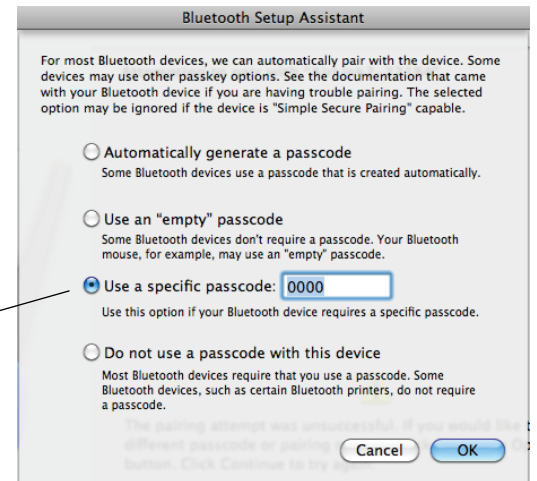 Bluetooth Setup Assistant
For most Bluetooth devices, we can automatically pair with the device. Some
devices may use other passkey options. See the documentation that came
with your Bluetooth device if you are having trouble pairing. The selected
option may be ignored if the device is "Simple Secure Pairing" capable.
Automatically generate a passcode
Some Bluetooth devices use a passcode that is created automatically.
Use an “empty” passcode
Some Bluetooth devices don't require a passcode. Your Bluetooth
mouse, for example, may use an "empty" passcode.
Use a specific passcode: 0000
Use this option if your Bluetooth device requires a specific passcode.
Do not use a passcode with this device
Most Bluetooth devices require that you use a passcode. Some
Bluetooth devices, such as certain Bluetooth printers, do not require
a passcode.
The pairing attempt was unsuccessful. If you would like
different passcode or pairing
Cancel OK
button. Click Continue to try again.